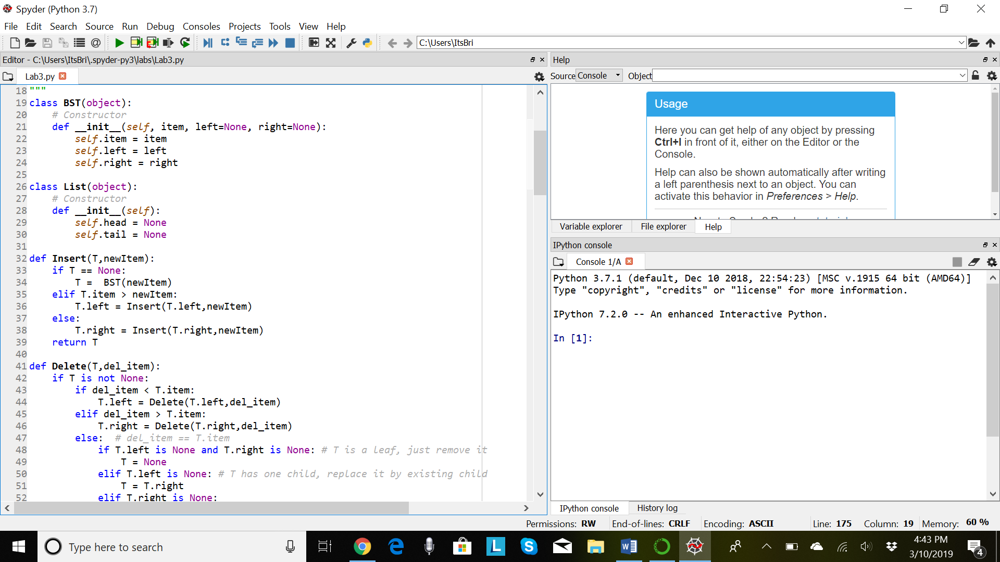 Spyder (Python 3.7)
File Edit Search Source Run Debug Consoles Projects Tools View Help
C:\Users\ItsBri
Editor - C:\Users\ItsBri\.spyder-py3\labs\Lab3.py
Lab3.py
18 """
19 class BST(object):
20     # Constructor
21     def __init__(self, item, left=None, right=None):
22         self.item = item
23         self.left = left
24         self.right = right
25
26 class List(object):
27     # Constructor
28     def __init__(self):
29         self.head = None
30         self.tail = None
31
32 def Insert(T,newItem):
33     if T == None:
34         T =  BST(newItem)
35     elif T.item > newItem:
36         T.left = Insert(T.left,newItem)
37     else:
38         T.right = Insert(T.right,newItem)
39     return T
40
41 def Delete(T,del_item):
42     if T is not None:
43         if del_item < T.item:
44             T.left = Delete(T.left,del_item)
45         elif del_item > T.item:
46             T.right = Delete(T.right,del_item)
47         else:  # del_item == T.item
48             if T.left is None and T.right is None: # T is a leaf, just remove it
49                 T = None
50             elif T.left is None: # T has one child, replace it by existing child
51                 T = T.right
52             elif T.right is None:
Help
Source Console Object
Usage
Here you can get help of any object by pressing
Ctrl+I in front of it, either on the Editor or the
Console.
Help can also be shown automatically after writing
a left parenthesis next to an object. You can
activate this behavior in Preferences > Help.
Variable explorer File explorer Help
IPython console
Console 1/A
Python 3.7.1 (default, Dec 10 2018, 22:54:23) [MSC v.1915 64 bit (AMD64)]
Type "copyright", "credits" or "license" for more information.
IPython 7.2.0 -- An enhanced Interactive Python.
In [1]:
IPython console History log
Permissions: RW End-of-lines: CRLF Encoding: ASCII Line: 175 Column: 19 Memory: 60 %
Type here to search
4:43 PM
3/10/2019
4